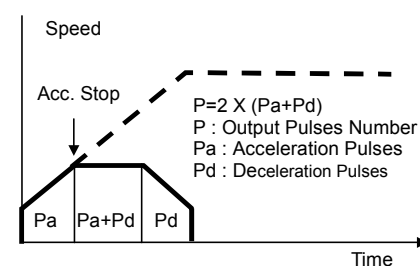 Speed
Acc. Stop
P=2 X (Pa+Pd)
P : Output Pulses Number
Pa : Acceleration Pulses
Pd : Deceleration Pulses
Pa
Pa+Pd
Pd
Time